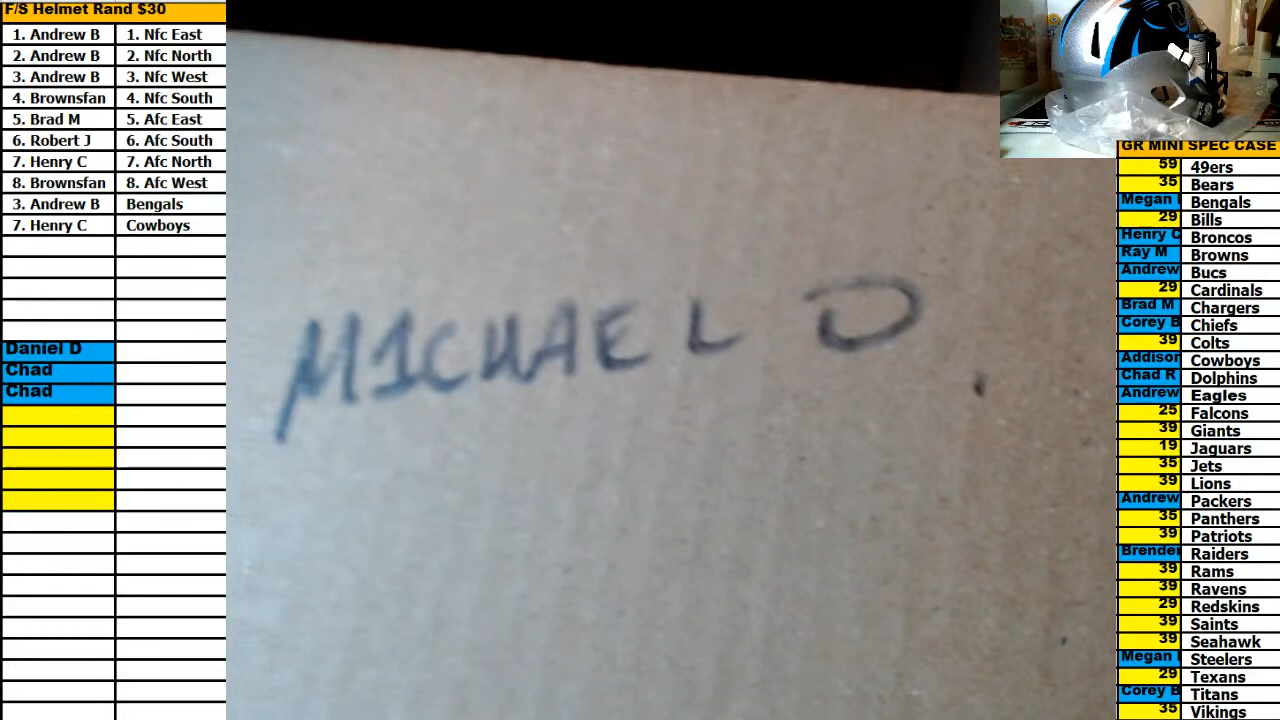 F/S Helmet Rand $30
1. Andrew B 1. Nfc East
2. Andrew B 2. Nfc North
3. Andrew B 3. Nfc West
4. Brownsfan 4. Nfc South
5. Brad M 5. Afc East
6. Robert J 6. Afc South
7. Henry C 7. Afc North
8. Brownsfan 8. Afc West
3. Andrew B Bengals
7. Henry C Cowboys
Daniel D
Chad
Chad
GR MINI SPEC CASE
59 49ers
35 Bears
Megan Bengals
29 Bills
Henry C Broncos
Ray M Browns
Andrew Bucs
29 Cardinals
Brad M Chargers
Corey B Chiefs
39 Colts
Addison Cowboys
Chad R Dolphins
Andrew Eagles
25 Falcons
39 Giants
19 Jaguars
35 Jets
39 Lions
Andrew Packers
35 Panthers
39 Patriots
Brender Raiders
39 Rams
39 Ravens
29 Redskins
39 Saints
39 Seahawk
Megan Steelers
29 Texans
Corey B Titans
35 Vikings